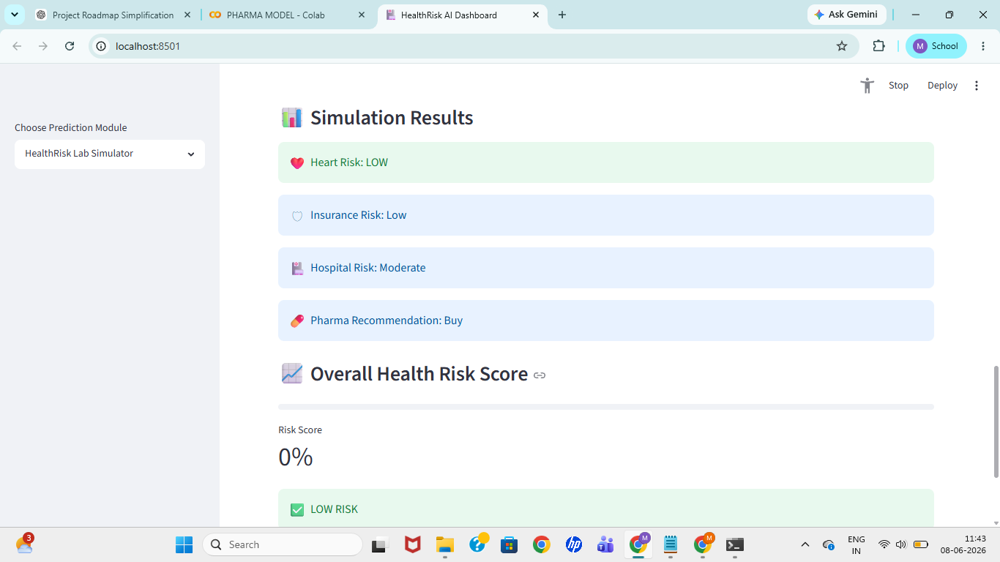 Project Roadmap Simplification
PHARMA MODEL - Colab
HealthRisk AI Dashboard
Ask Gemini
localhost:8501
M
School
Stop
Deploy
Choose Prediction Module
HealthRisk Lab Simulator
Simulation Results
Heart Risk: LOW
Insurance Risk: Low
Hospital Risk: Moderate
Pharma Recommendation: Buy
Overall Health Risk Score
Risk Score
0%
LOW RISK
3
Search
hp
T
M
M
ENG
IN
11:43
08-06-2026